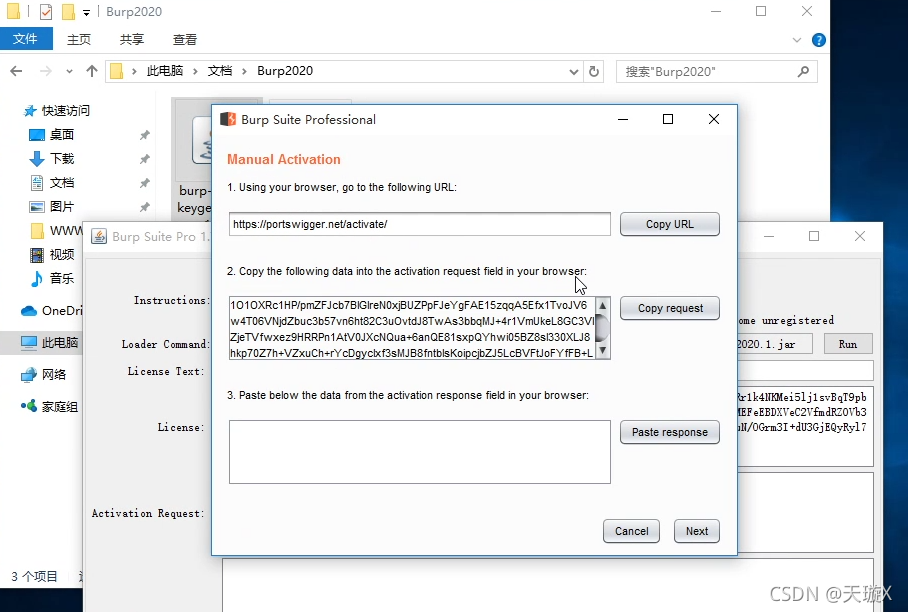 Burp2020
文件
主页
共享
查看
此电脑
文档
Burp2020
搜索"Burp2020"
快速访问
桌面
下载
文档
图片
WWW
视频
音乐
OneDri
此电脑
网络
家庭组
3 个项目
burp-
keyge
Burp Suite Professional
Manual Activation
1. Using your browser, go to the following URL:
https://portswigger.net/activate/
Copy URL
2. Copy the following data into the activation request field in your browser:
1O1OXRc1HP/pmZFJcb7BlGlreN0xjBUZPpFJeYgFAE15zqqA5Efx1TvoJV6
w4T06VNjdZbuc3b57vn6ht82C3uOvtdJ8TwAs3bbqMJ+4r1VmUkeL8GC3Vl
ZjeTVfwxez9HRRPn1AtV0JXcNQua+6anQE81sxpQYhwi05BZ8sl330XLJ8
hkp70Z7h+VZxuCh+rYcDgyclxf3sMJB8fntblsKoipcjbZJ5LcBVFtJoFYfFB+L
Copy request
3. Paste below the data from the activation response field in your browser:
Paste response
Cancel
Next
Burp Suite Pro 1.
Instructions:
ome unregistered
Loader Command:
2020.1.jar
Run
License Text:
License:
r1k4NKMei5lj1svBqT9pb
MEFeEBDXVeC2VfmdRZOVb3
uN/OGrm3I+dU3GjEQyRyl7
Activation Request:
CSDN @天璇X